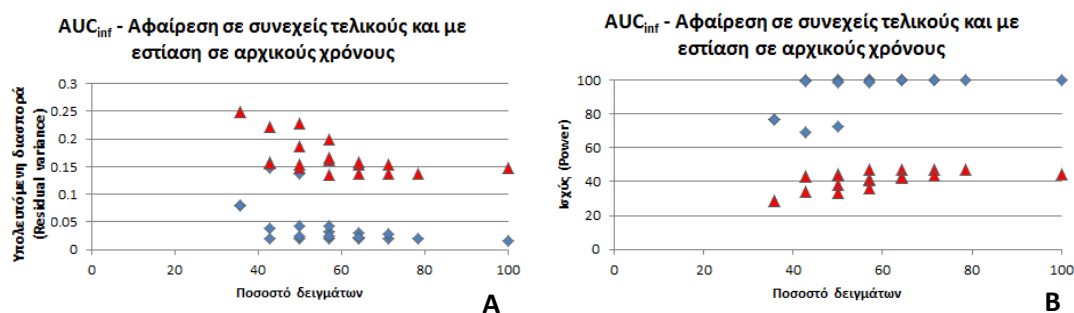 AUCinf - Αφαίρεση σε συνεχείς τελικούς και με
εστίαση σε αρχικούς χρόνους
Υπολειπόμενη διασπορά
(Residual variance)
0.3
0.25
0.2
0.15
0.1
0.05
0
0
20
40
60
80
100
Ποσοστό δειγμάτων
A
AUCinf - Αφαίρεση σε συνεχείς τελικούς και με
εστίαση σε αρχικούς χρόνους
Ισχύς (Power)
100
80
60
40
20
0
0
20
40
60
80
100
Ποσοστό δειγμάτων
B